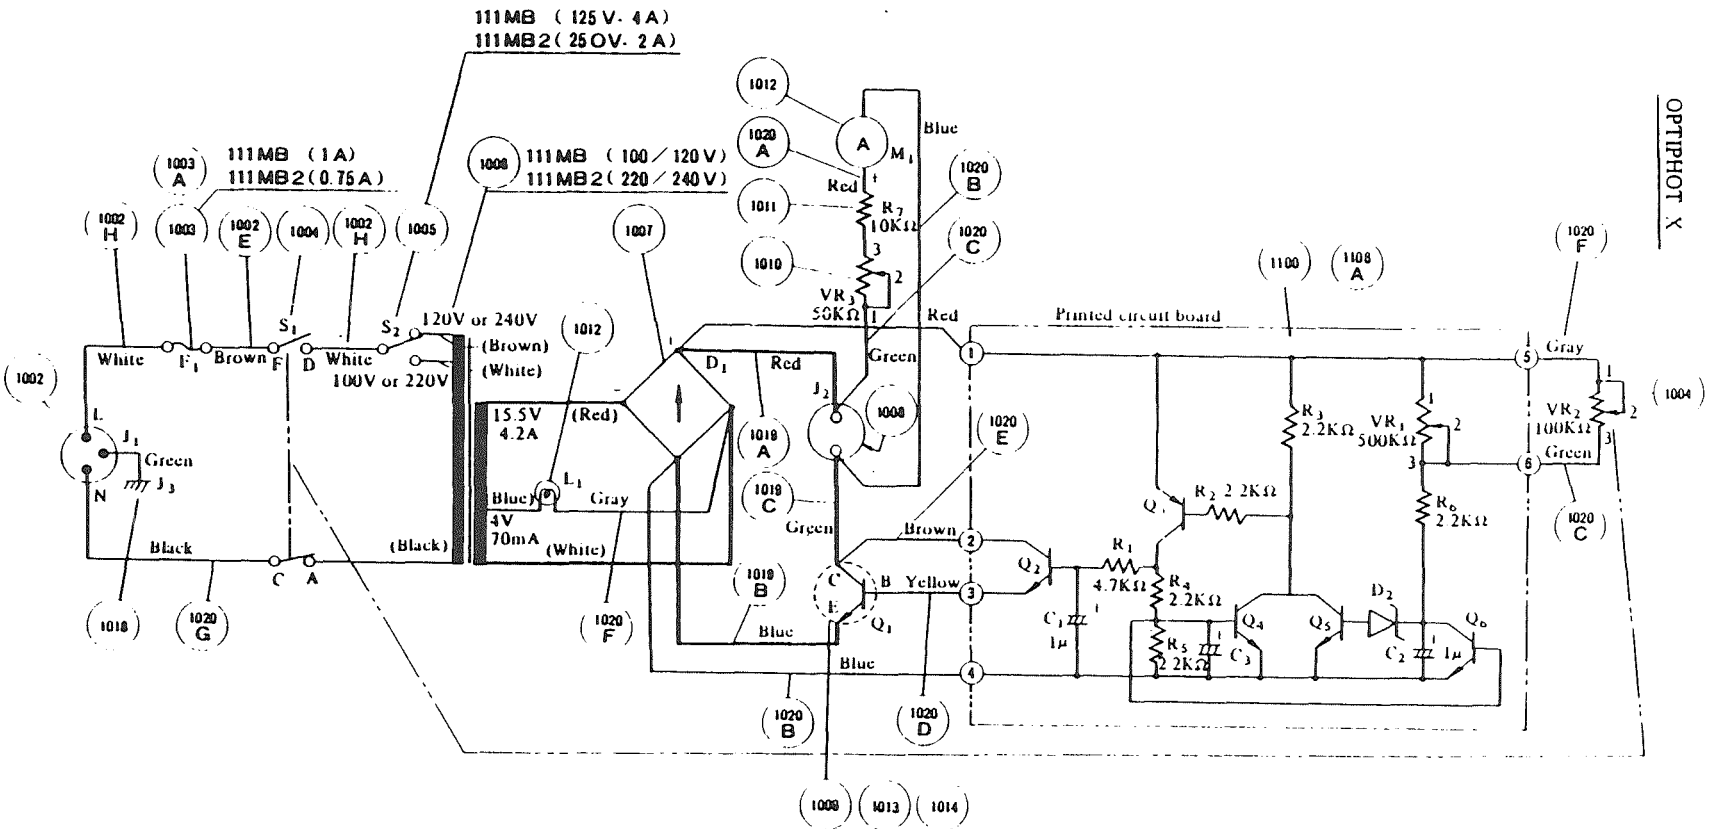 111MB (125V. 4A)
111MB2(250V. 2A)
OPTIPHOT X
1003 A
111MB (1A)
111MB2(0.75A)
1006
111MB (100/120V)
111MB2(220/240V)
1012
1020 A
A
M1
Blue
1020 B
Red
1011
R7
10KΩ
1020 C
1010
3
2
VR3
50KΩ
1
Green
Red
1002 H
1003
1002 E
1004
1002 H
1005
1007
1100
1108 A
1020 F
Printed circuit board
White
F1
Brown
S1
F
D
White
S2
120V or 240V
(Brown)
(White)
100V or 220V
1012
D1
Red
1
5
Gray
1002
L
J1
Green
J3
N
Black
(Black)
C
A
1018
1020 G
15.5V
4.2A
(Red)
Blue)
L1
Gray
4V
70mA
(White)
1020 F
1019 A
J2
1008
1019 C
Green
1020 E
Brown
2
1019 B
Blue
C
B
E
Q1
Yellow
3
Blue
4
1020 B
1020 D
1009
1013
1014
Q2
R1
4.7KΩ
C1
1μ
R2 2.2KΩ
R3
2.2KΩ
R4
2.2KΩ
R5
2.2KΩ
C3
Q4
Q5
D2
C2
1μ
Q6
VR1
500KΩ
1
2
3
R6
2.2KΩ
6
Green
1020 C
VR2
100KΩ
1
2
3
1004